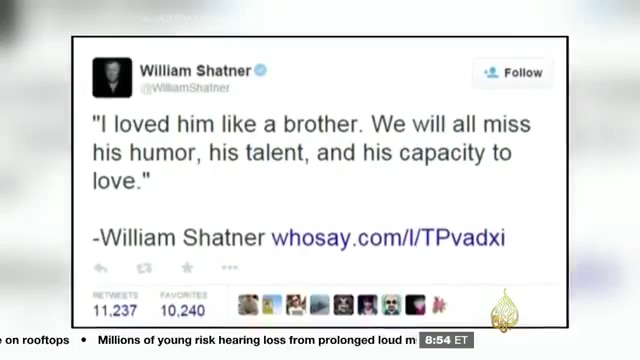 William Shatner
@WilliamShatner
Follow
"I loved him like a brother. We will all miss
his humor, his talent, and his capacity to
love."
-William Shatner whosay.com/l/TPvadxi
RETWEETS FAVORITES
11,237 10,240
e on rooftops • Millions of young risk hearing loss from prolonged loud m 8:54 ET